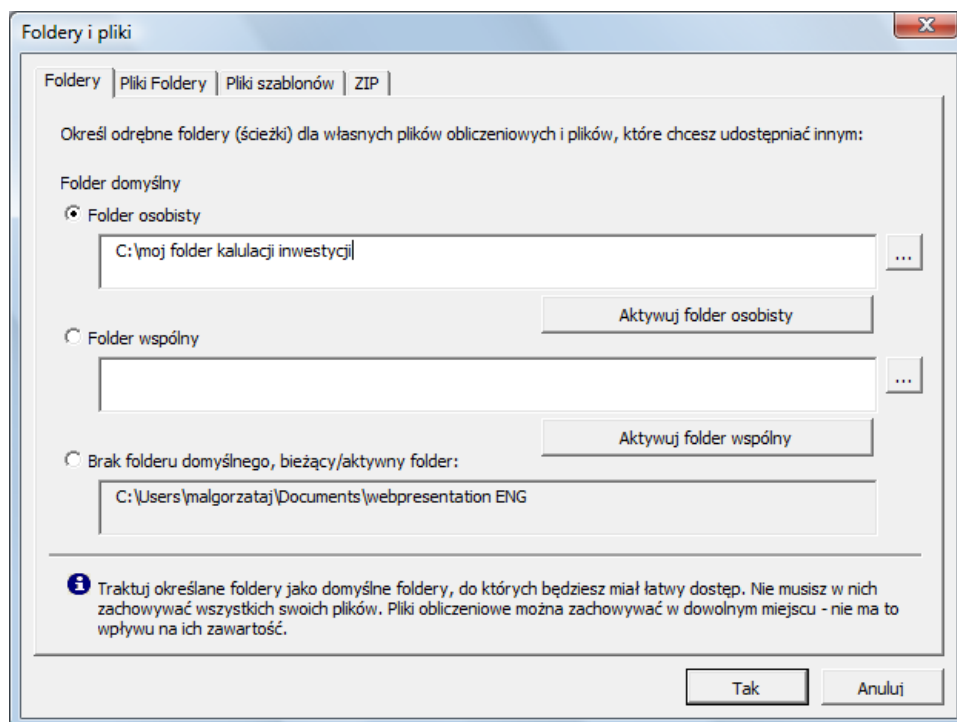 Foldery i pliki
Foldery
Pliki Foldery
Pliki szablonów
ZIP
Określ odrębne foldery (ścieżki) dla własnych plików obliczeniowych i plików, które chcesz udostępniać innym:
Folder domyślny
Folder osobisty
C:\moj folder kalulacji inwestycji
...
Aktywuj folder osobisty
Folder wspólny
...
Aktywuj folder wspólny
Brak folderu domyślnego, bieżący/aktywny folder:
C:\Users\malgorzataj\Documents\webpresentation ENG
Traktuj określane foldery jako domyślne foldery, do których będziesz miał łatwy dostęp. Nie musisz w nich
zachowywać wszystkich swoich plików. Pliki obliczeniowe można zachowywać w dowolnym miejscu - nie ma to
wpływu na ich zawartość.
Tak
Anuluj